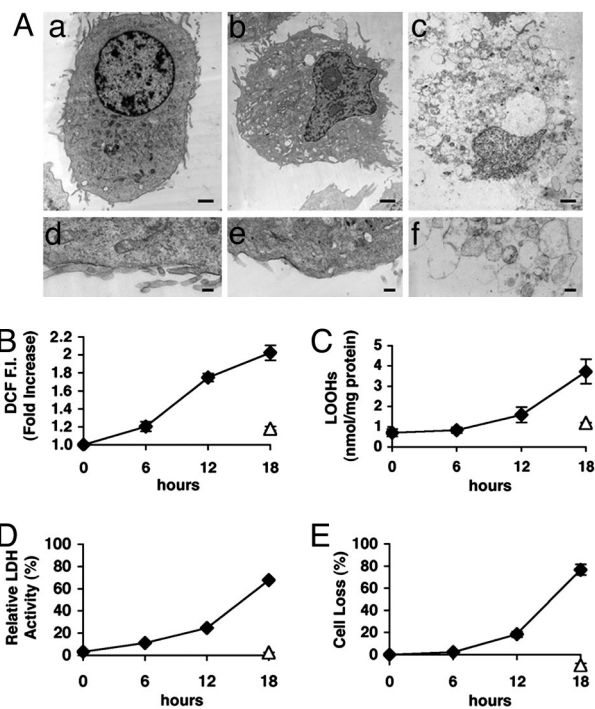 A a b c
d e f
B C
DCF F.I.
(Fold Increase)
2.2
2
1.8
1.6
1.4
1.2
1.0
0 6 12 18
hours
LOOHs
(nmol/mg protein)
5
4
3
2
1
0
0 6 12 18
hours
D E
Relative LDH
Activity (%)
100
80
60
40
20
0
0 6 12 18
hours
Cell Loss (%)
100
80
60
40
20
0
0 6 12 18
hours